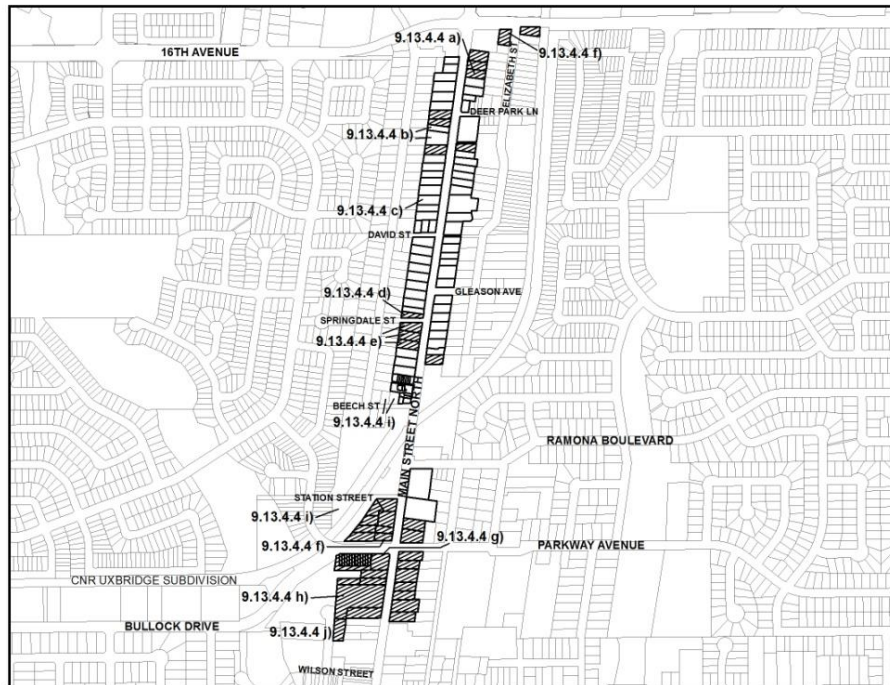 9.13.4.4 a)
16TH AVENUE
9.13.4.4 f)
ELIZABETH ST
DEER PARK LN
9.13.4.4 b)
9.13.4.4 c)
DAVID ST
9.13.4.4 d)
GLEASON AVE
SPRINGDALE ST
9.13.4.4 e)
BEECH ST
9.13.4.4 i)
MAIN STREET NORTH
RAMONA BOULEVARD
STATION STREET
9.13.4.4 i)
9.13.4.4 f)
9.13.4.4 g)
PARKWAY AVENUE
CNR UXBRIDGE SUBDIVISION
9.13.4.4 h)
BULLOCK DRIVE
9.13.4.4 j)
WILSON STREET